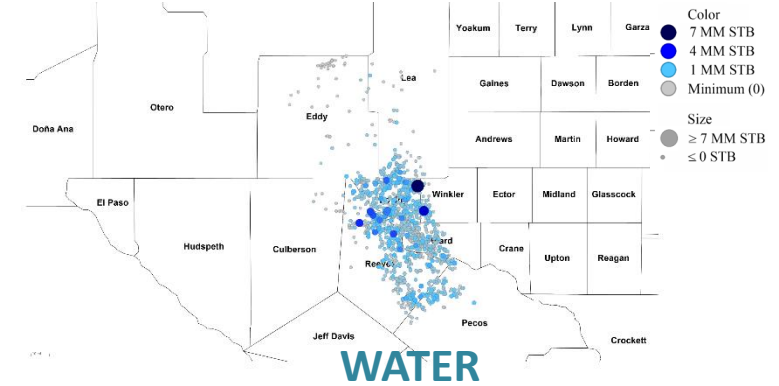 Color
7 MM STB
4 MM STB
1 MM STB
Minimum (0)
Size
≥ 7 MM STB
≤ 0 STB
Yoakum
Terry
Lynn
Garza
Lea
Gaines
Dawson
Borden
Otero
Eddy
Doña Ana
Andrews
Martin
Howard
El Paso
Winkler
Ector
Midland
Glasscock
Hudspeth
Culberson
Ward
Crane
Upton
Reagan
Reeves
Pecos
Jeff Davis
Crockett
WATER